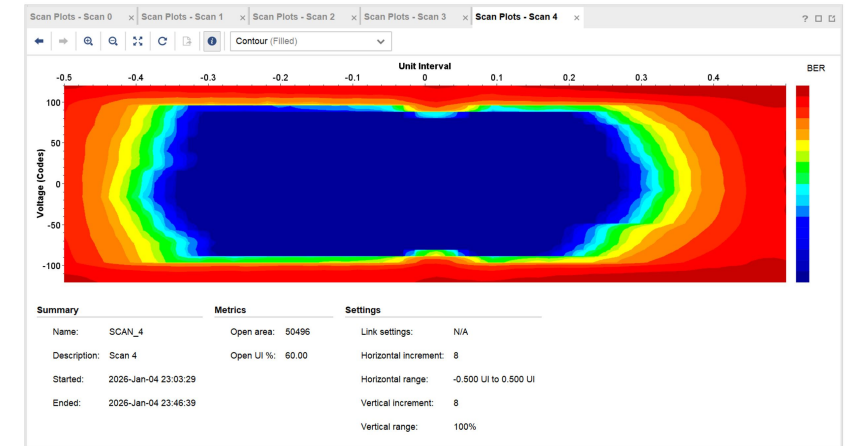 Scan Plots - Scan 0 × Scan Plots - Scan 1 × Scan Plots - Scan 2 × Scan Plots - Scan 3 × Scan Plots - Scan 4 ×
Contour (Filled)
Unit Interval
BER
-0.5 -0.4 -0.3 -0.2 -0.1 0 0.1 0.2 0.3 0.4
Voltage (Codes)
100
50
0
-50
-100
Summary Metrics Settings
Name: SCAN_4 Open area: 50496 Link settings: N/A
Description: Scan 4 Open UI %: 60.00 Horizontal increment: 8
Started: 2026-Jan-04 23:03:29 Horizontal range: -0.500 UI to 0.500 UI
Ended: 2026-Jan-04 23:46:39 Vertical increment: 8
Vertical range: 100%